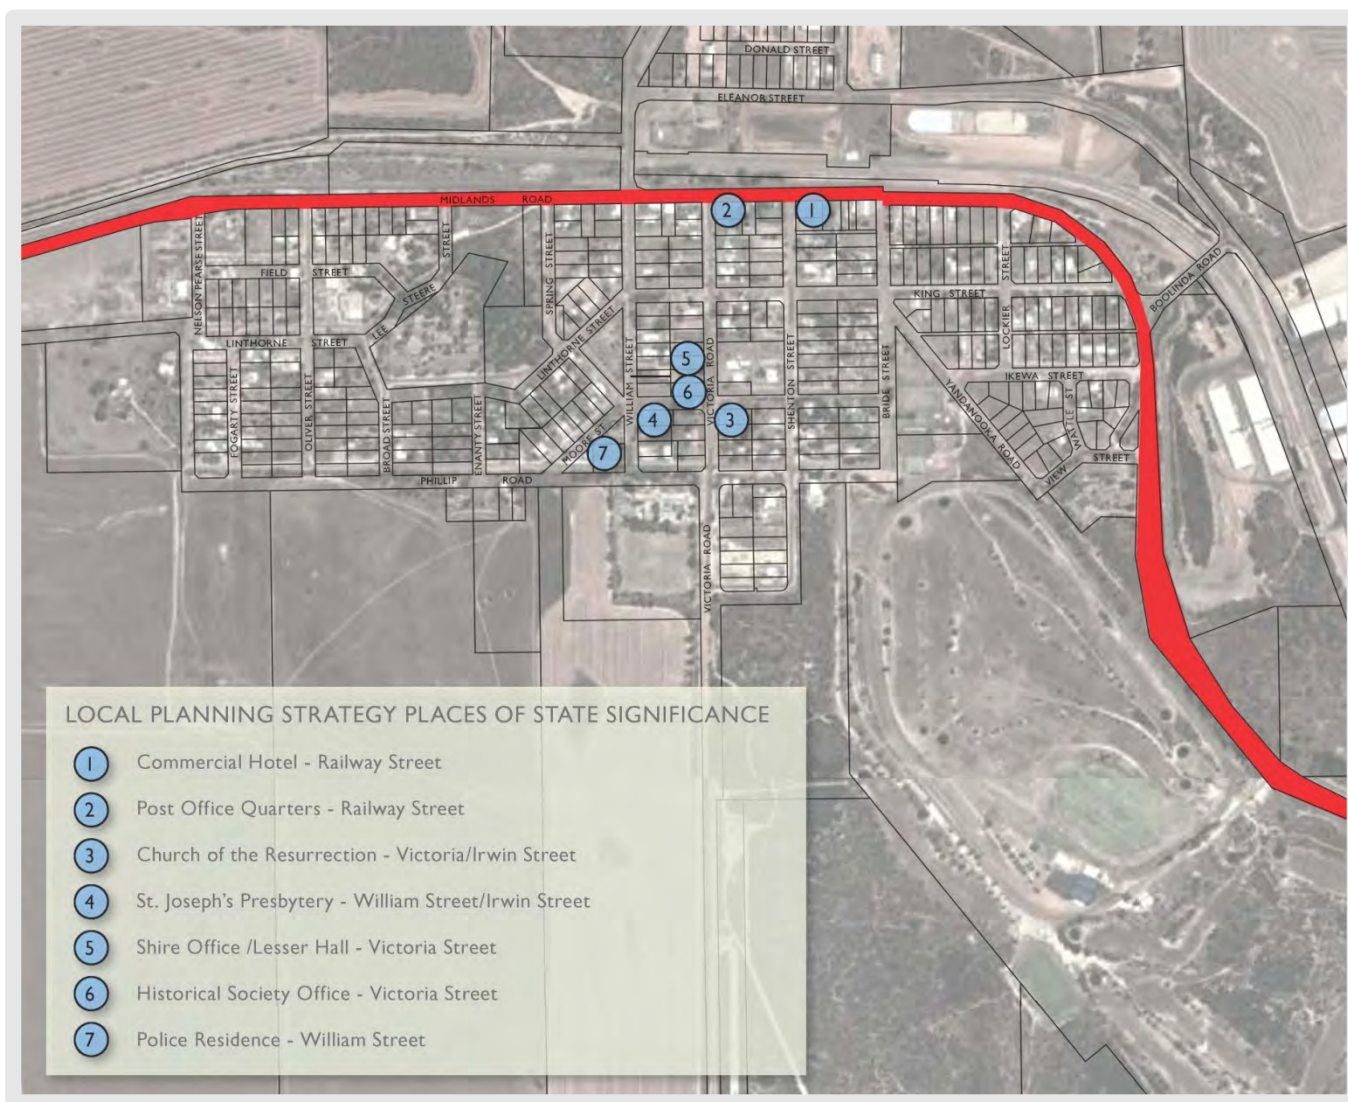 DONALD STREET
ELEANOR STREET
MIDLANDS ROAD
2
1
NELSON PEARSE STREET
STREET
SPRING STREET
FIELD STREET
LEE STEERE
STREET
BOOLINDA ROAD
KING STREET
LOCKIER
LINTHORNE STREET
LINTHORNE STREET
WILLIAM STREET
VICTORIA ROAD
SHENTON STREET
BRIDE STREET
5
6
IKEWA STREET
FOGARTY STREET
OLIVER STREET
BROAD STREET
ENANTY STREET
MOORE ST
4
3
7
YANDANOOKA ROAD
WATTLE ST
VIEW STREET
PHILLIP ROAD
VICTORIA ROAD
LOCAL PLANNING STRATEGY PLACES OF STATE SIGNIFICANCE
1 Commercial Hotel - Railway Street
2 Post Office Quarters - Railway Street
3 Church of the Resurrection - Victoria/Irwin Street
4 St. Joseph's Presbytery - William Street/Irwin Street
5 Shire Office /Lesser Hall - Victoria Street
6 Historical Society Office - Victoria Street
7 Police Residence - William Street